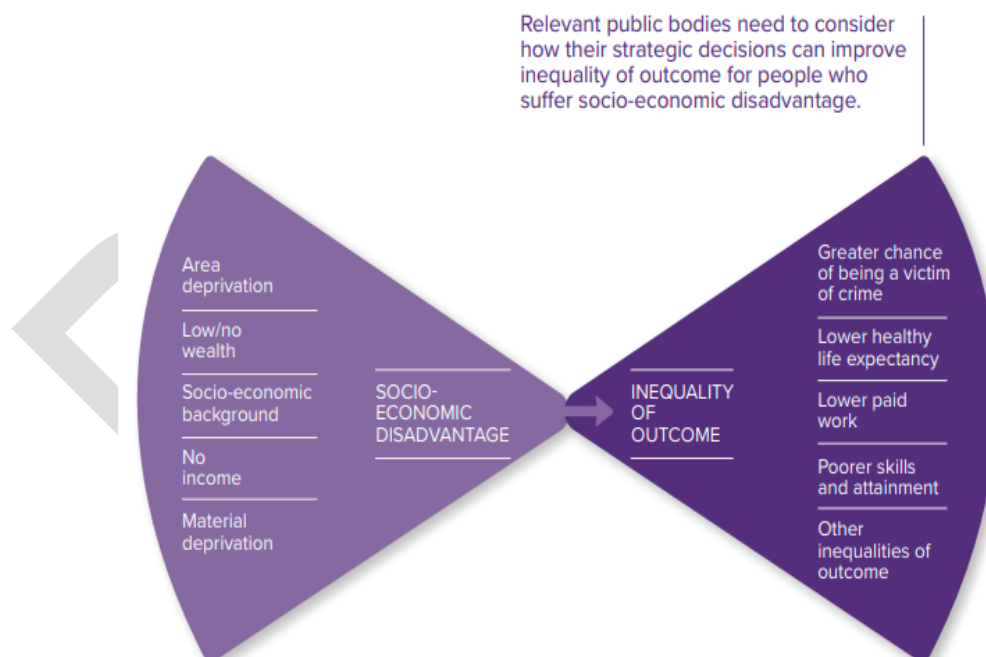 Relevant public bodies need to consider
how their strategic decisions can improve
inequality of outcome for people who
suffer socio-economic disadvantage.
Area
deprivation
Low/no
wealth
Socio-economic
background
No
income
Material
deprivation
SOCIO-
ECONOMIC
DISADVANTAGE
INEQUALITY
OF
OUTCOME
Greater chance
of being a victim
of crime
Lower healthy
life expectancy
Lower paid
work
Poorer skills
and attainment
Other
inequalities of
outcome